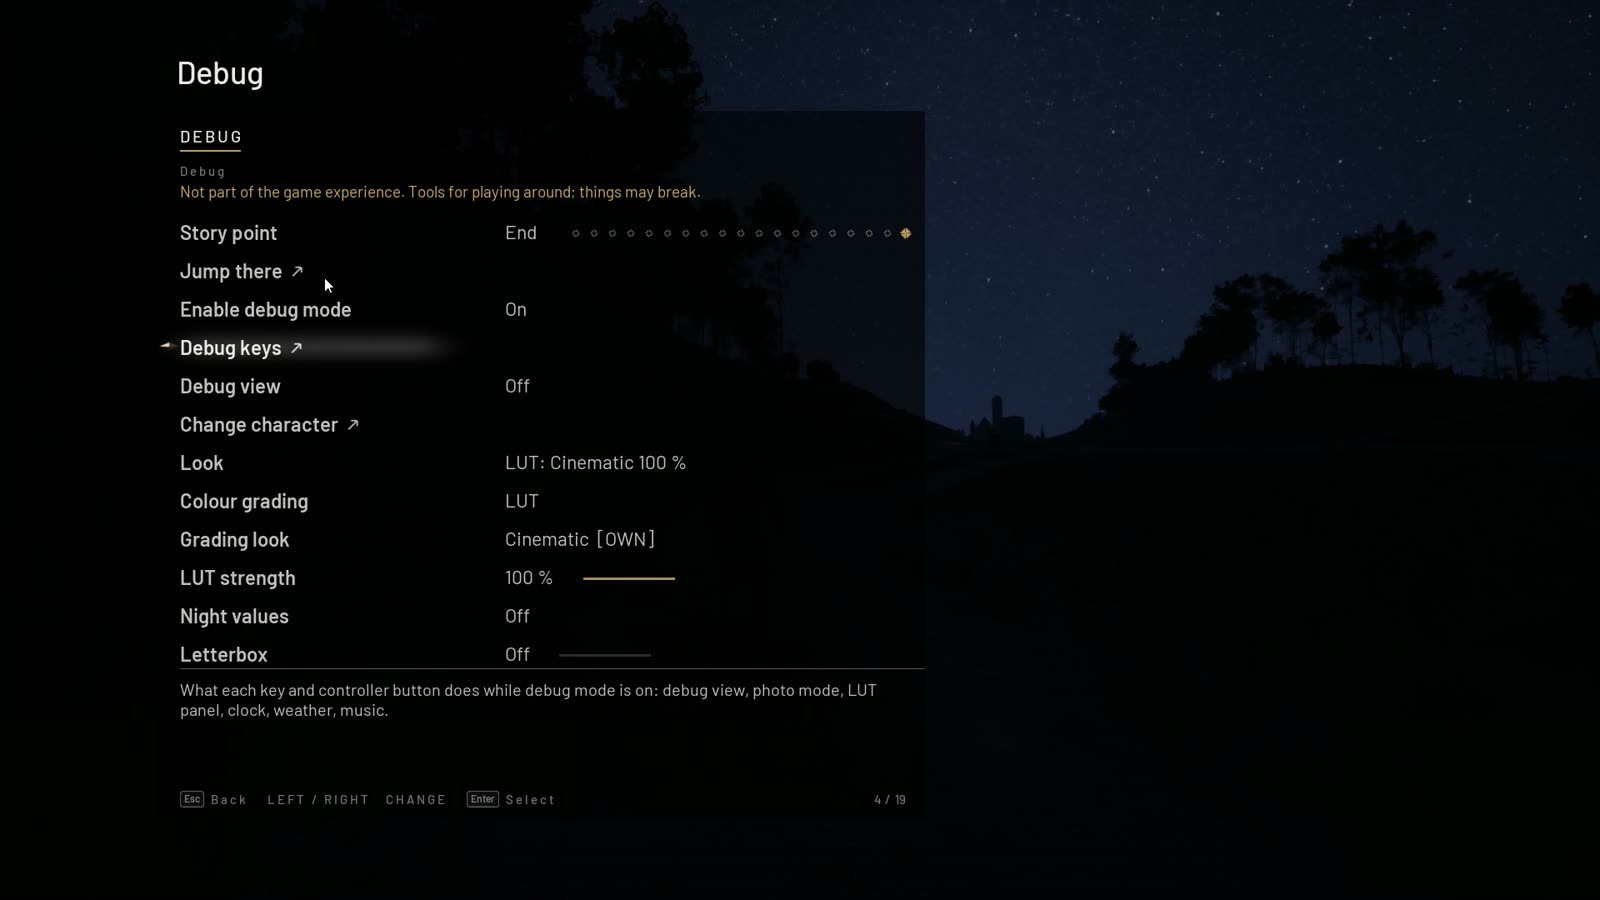 Debug
DEBUG
Debug
Not part of the game experience. Tools for playing around; things may break.
Story point End
Jump there ↗
Enable debug mode On
Debug keys ↗
Debug view Off
Change character ↗
Look LUT: Cinematic 100 %
Colour grading LUT
Grading look Cinematic [OWN]
LUT strength 100 %
Night values Off
Letterbox Off
What each key and controller button does while debug mode is on: debug view, photo mode, LUT
panel, clock, weather, music.
Esc Back LEFT / RIGHT CHANGE Enter Select 4 / 19